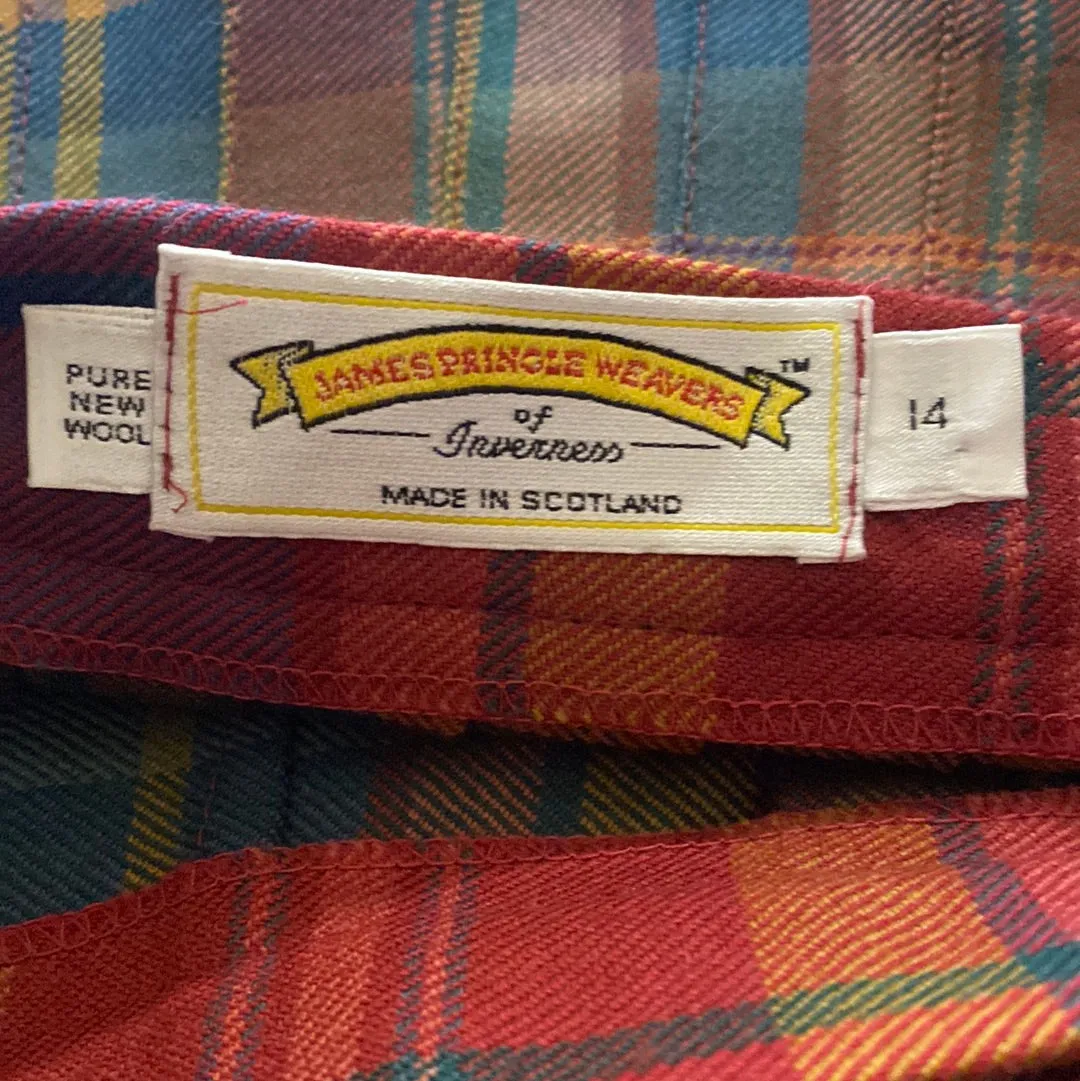 PURE
NEW
WOOL
JAMES PRINGLE WEAVERS
TM
of
Inverness
MADE IN SCOTLAND
14